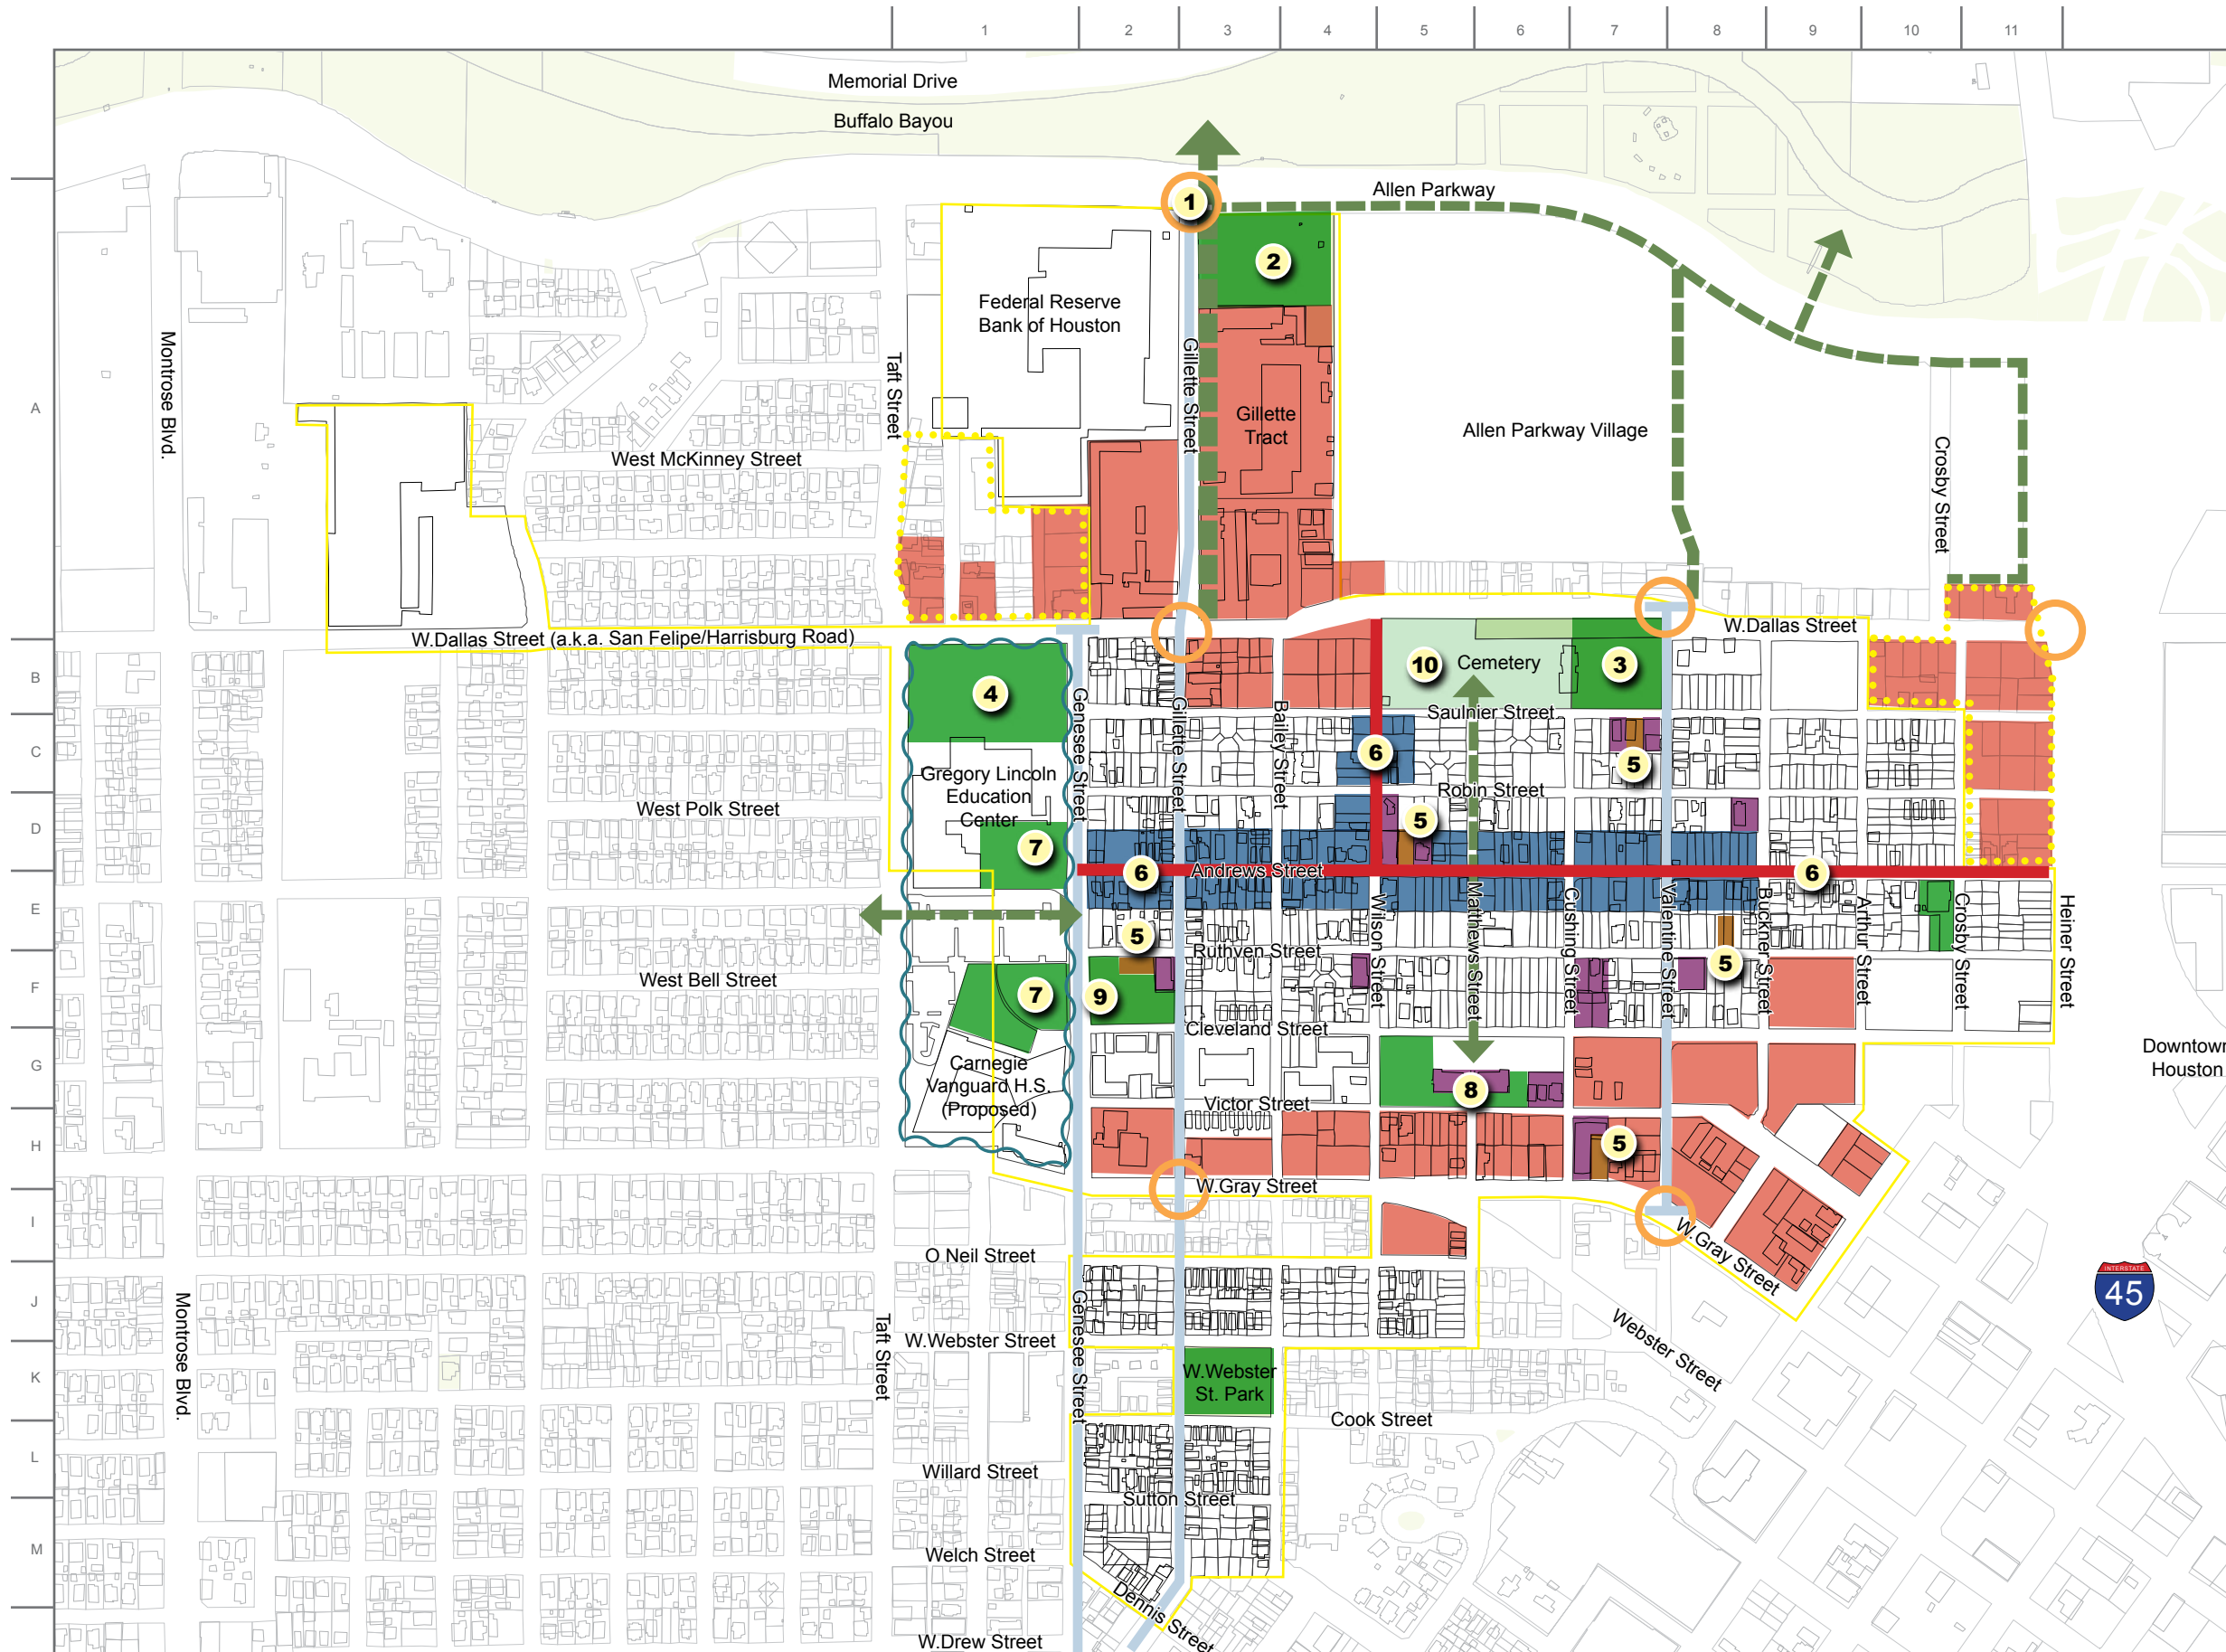 1 2 3 4 5 6 7 8 9 10 11
Memorial Drive
Buffalo Bayou
Allen Parkway
1
2
Federal Reserve
Bank of Houston
Montrose Blvd.
Taft Street
Gillette Street
Gillette
Tract
Allen Parkway Village
Crosby Street
A
West McKinney Street
W.Dallas Street (a.k.a. San Felipe/Harrisburg Road)
W.Dallas Street
B
4
10
Cemetery
3
Genesee Street
Gillette Street
Bailey Street
Saulnier Street
C
6
5
Gregory Lincoln
Education
Center
West Polk Street
Robin Street
D
5
7
6
Andrews Street
6
E
5
Ruthven Street
Wilson Street
Matthews Street
Cushing Street
Valentine Street
Buckner Street
Arthur Street
Crosby Street
Heiner Street
5
West Bell Street
F
7
9
Cleveland Street
G
Carnegie
Vanguard H.S.
(Proposed)
8
Downtown
Houston
Victor Street
H
5
W.Gray Street
I
W.Gray Street
O Neil Street
INTERSTATE
45
J
Montrose Blvd.
Taft Street
Genesee Street
W.Webster Street
Webster Street
K
W.Webster
St. Park
Cook Street
L
Willard Street
Sutton Street
M
Welch Street
Dennis Street
W.Drew Street